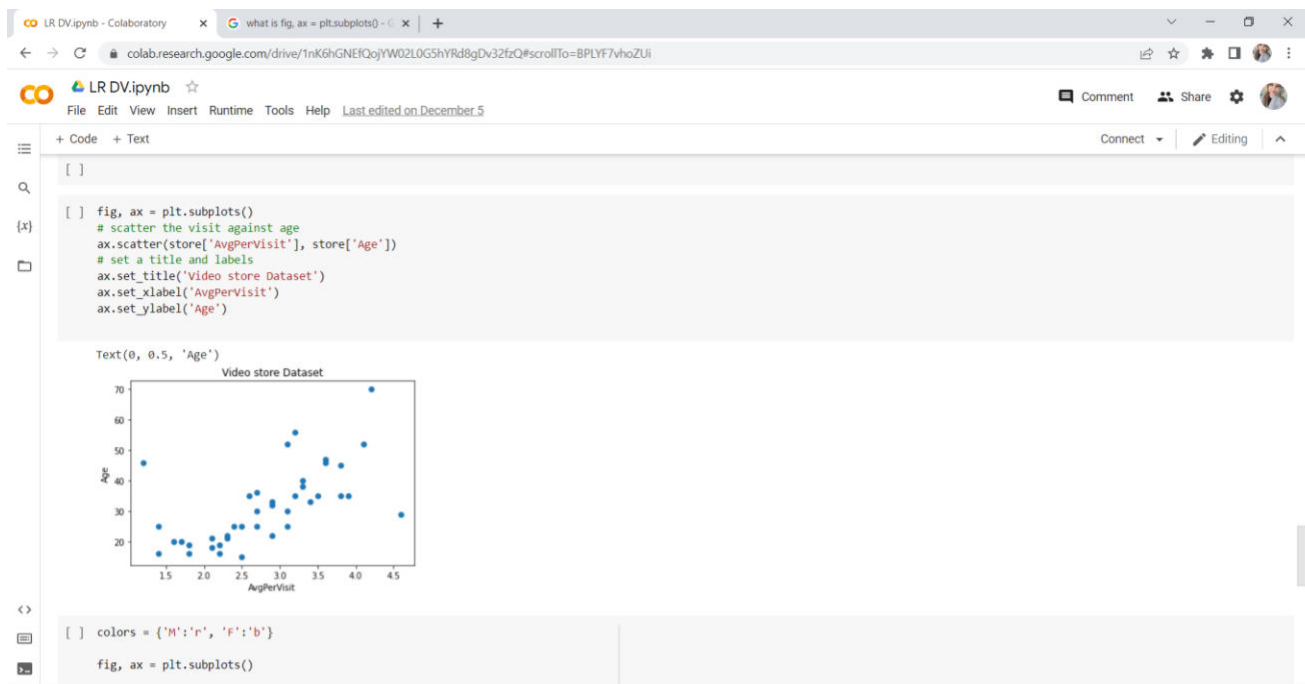 LR DV.ipynb - Colaboratory
what is fig, ax = plt.subplots() - G
colab.research.google.com/drive/1nK6hGNEfQojYW02L0G5hYRd8gDv32fzQ#scrollTo=BPLYF7vhoZUi
CO
LR DV.ipynb
File Edit View Insert Runtime Tools Help Last edited on December 5
Comment Share
+ Code + Text
Connect Editing
[ ]
{x}
[ ] fig, ax = plt.subplots()
# scatter the visit against age
ax.scatter(store['AvgPerVisit'], store['Age'])
# set a title and labels
ax.set_title('Video store Dataset')
ax.set_xlabel('AvgPerVisit')
ax.set_ylabel('Age')
Text(0, 0.5, 'Age')
Video store Dataset
70
60
50
40
30
20
Age
1.5 2.0 2.5 3.0 3.5 4.0 4.5
AvgPerVisit
[ ] colors = {'M':'r', 'F':'b'}
fig, ax = plt.subplots()